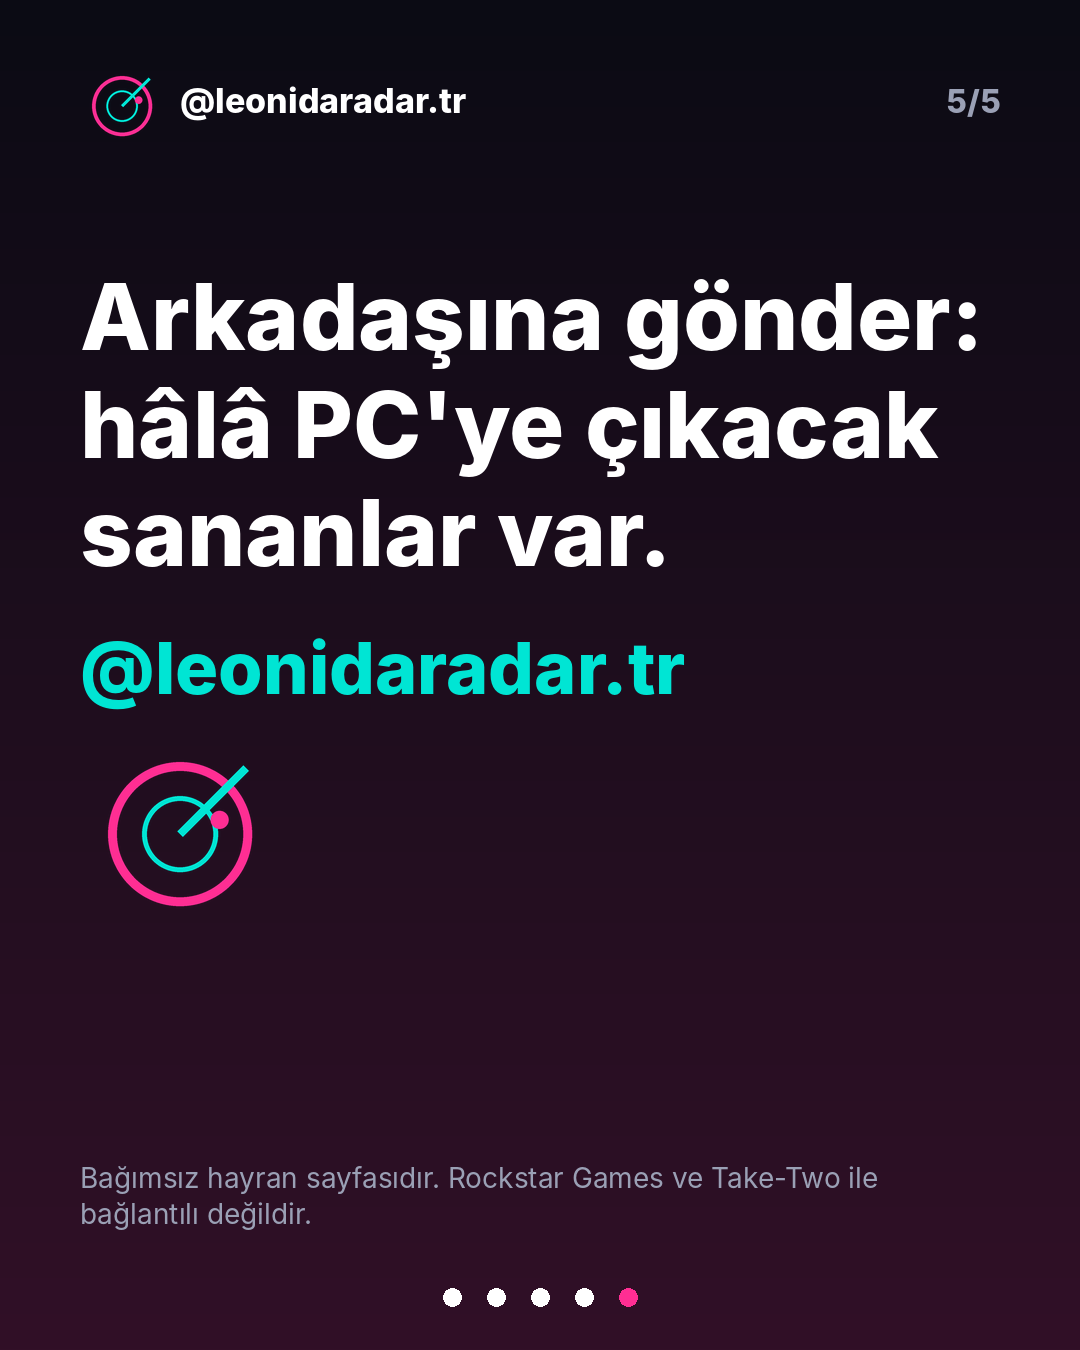 @leonidaradar.tr
5/5
Arkadaşına gönder:
hâlâ PC'ye çıkacak
sananlar var.
@leonidaradar.tr
Bağımsız hayran sayfasıdır. Rockstar Games ve Take-Two ile
bağlantılı değildir.